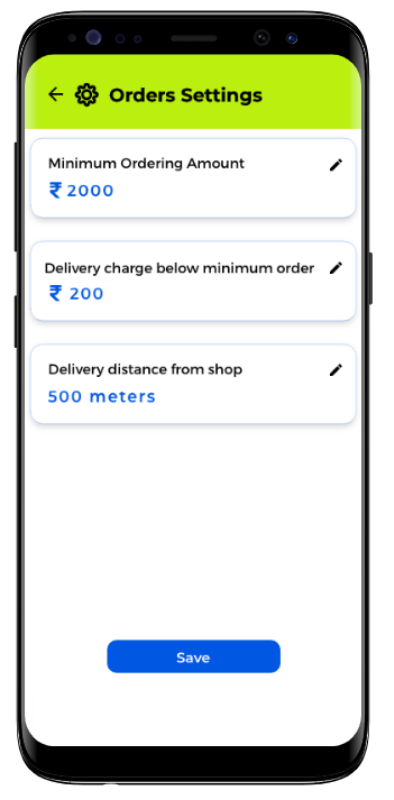 Orders Settings
Minimum Ordering Amount
₹ 2000
Delivery charge below minimum order
₹ 200
Delivery distance from shop
500 meters
Save